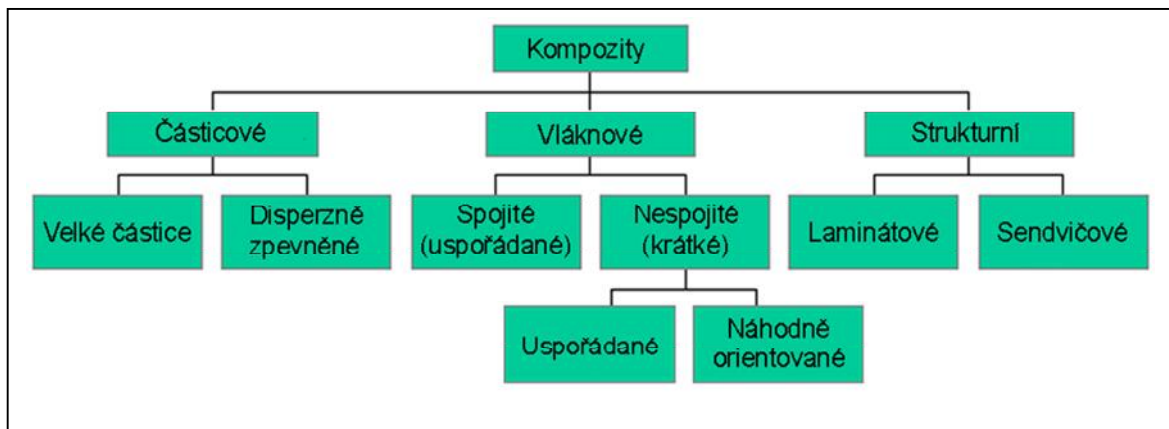 Kompozity
Částicové
Vláknové
Strukturní
Velké částice
Disperzně
zpevněné
Spojité
(uspořádané)
Nespojité
(krátké)
Laminátové
Sendvičové
Uspořádané
Náhodně
orientované